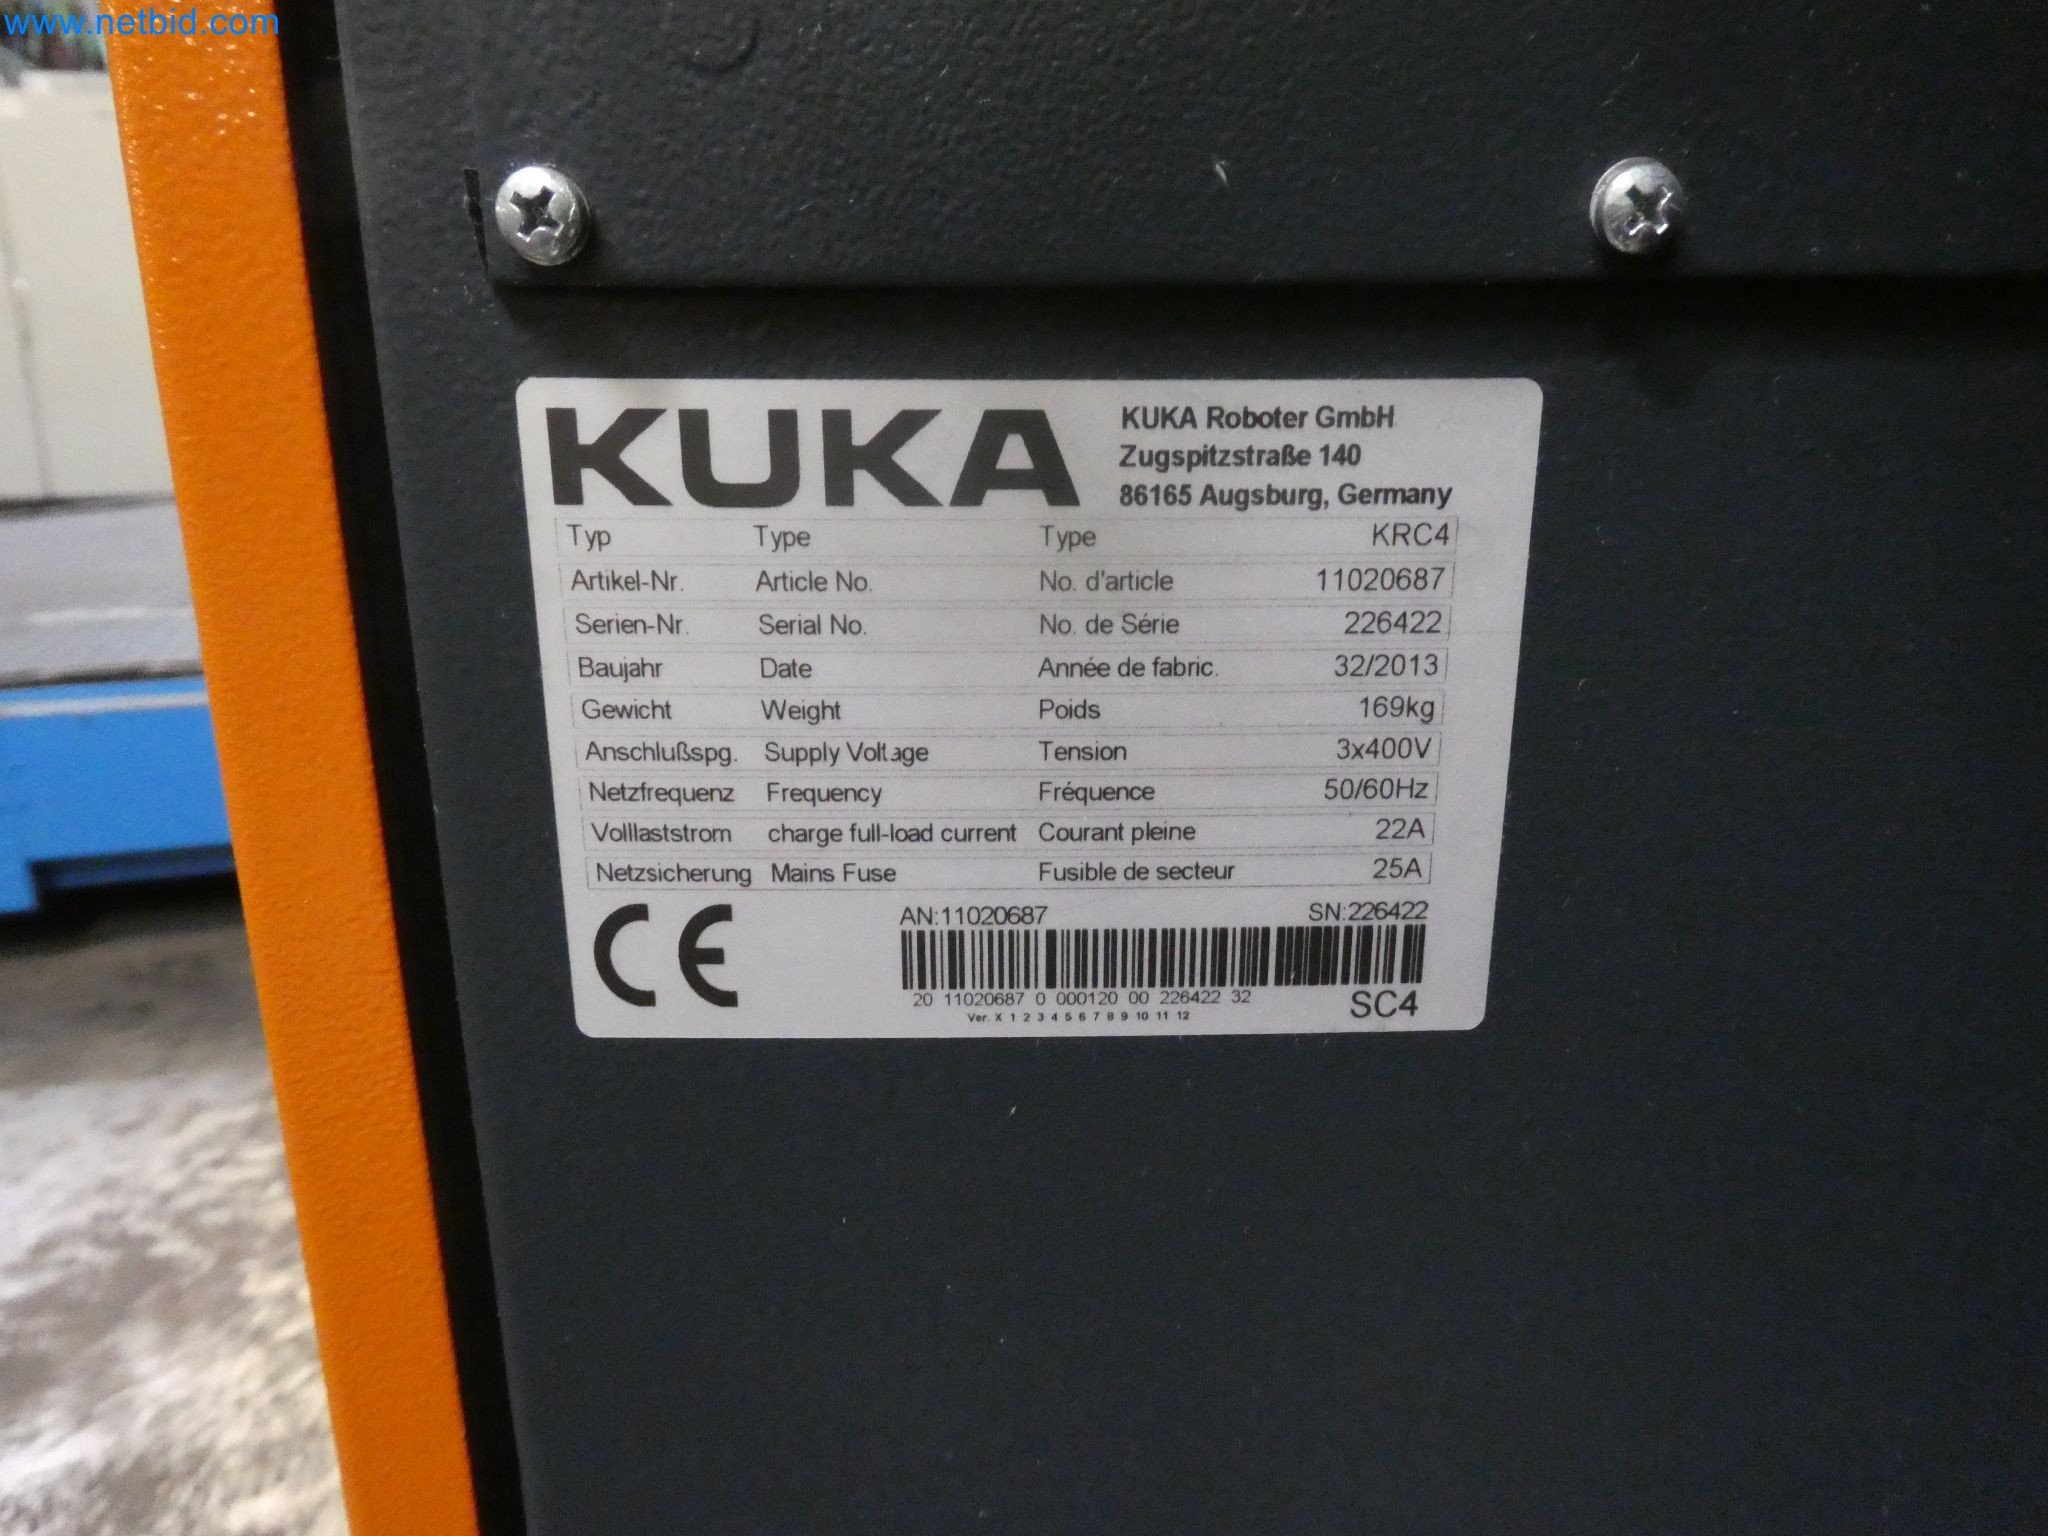 www.netbid.com
KUKA
KUKA Roboter GmbH
Zugspitzstraße 140
86165 Augsburg, Germany
Typ Type Type KRC4
Artikel-Nr. Article No. No. d'article 11020687
Serien-Nr. Serial No. No. de Série 226422
Baujahr Date Année de fabric. 32/2013
Gewicht Weight Poids 169kg
Anschlußspg. Supply Voltage Tension 3x400V
Netzfrequenz Frequency Fréquence 50/60Hz
Volllaststrom charge full-load current Courant pleine 22A
Netzsicherung Mains Fuse Fusible de secteur 25A
CE
AN:11020687 SN:226422
20 11020687 0 000120 00 226422 32
SC4
Ver. X 1 2 3 4 5 6 7 8 9 10 11 12